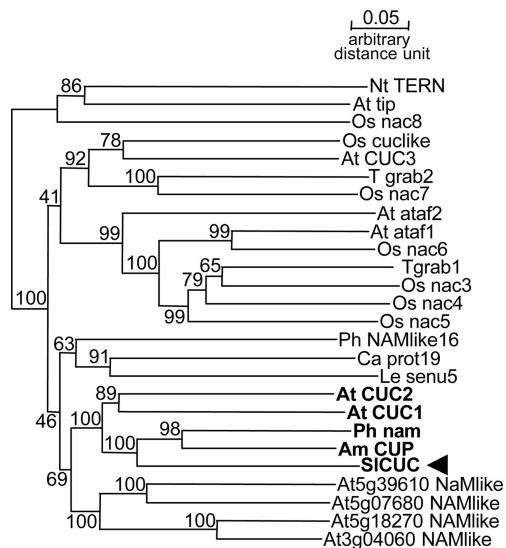 0.05
arbitrary
distance unit
86
Nt TERN
At tip
Os nac8
78
Os cuclike
92
At CUC3
100
T grab2
Os nac7
41
At ataf2
99
99
At ataf1
Os nac6
100
65
Tgrab1
79
Os nac3
Os nac4
99
Os nac5
100
63
Ph NAMlike16
91
Ca prot19
Le senu5
89
At CUC2
46
100
At CUC1
98
Ph nam
100
Am CUP
SlCUC
69
100
At5g39610 NaMlike
At5g07680 NAMlike
100
100
At5g18270 NAMlike
At3g04060 NAMlike